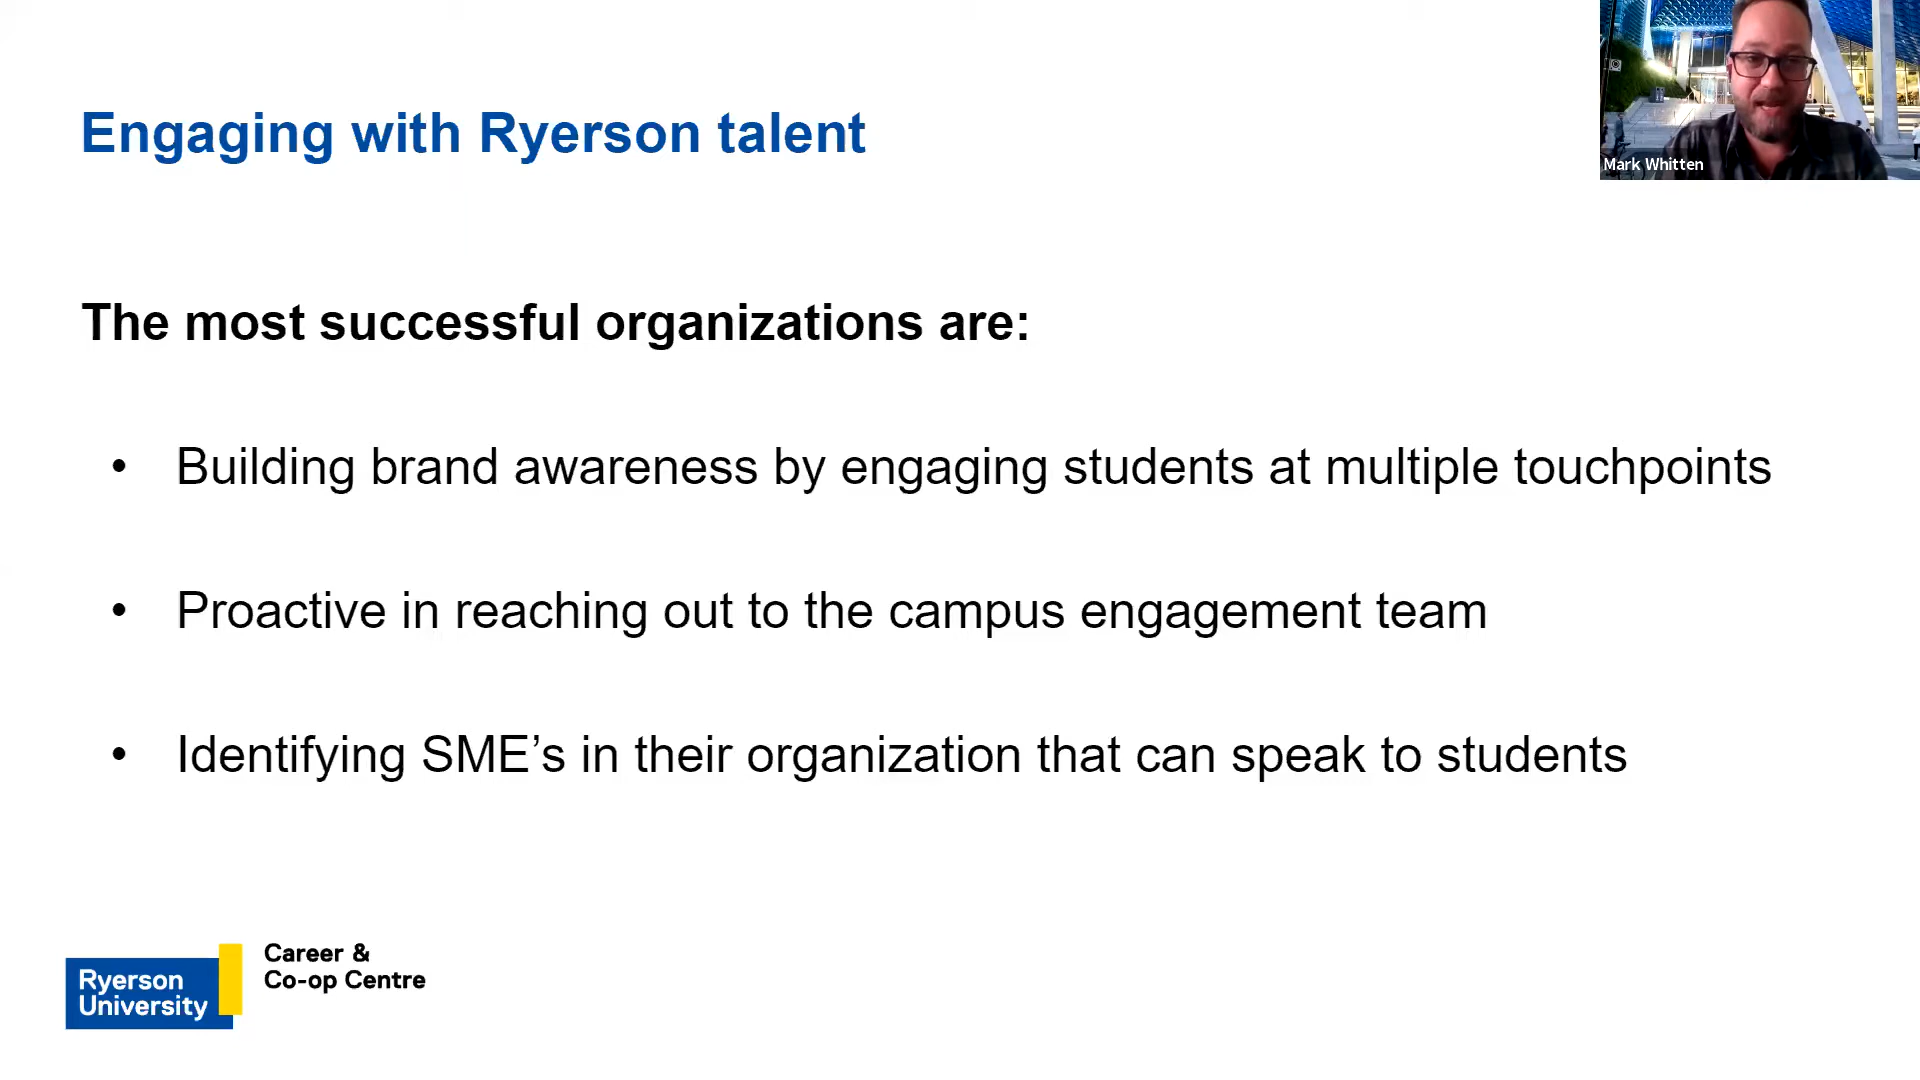 Engaging with Ryerson talent
Mark Whitten
The most successful organizations are:
• Building brand awareness by engaging students at multiple touchpoints
• Proactive in reaching out to the campus engagement team
• Identifying SME’s in their organization that can speak to students
Ryerson
University
Career &
Co-op Centre